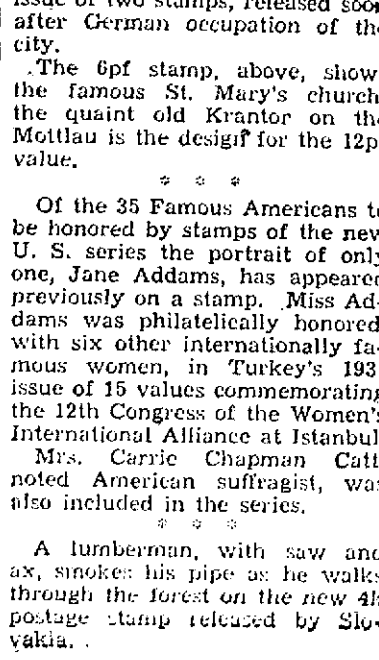 issue of two stamps, released soon
after German occupation of the
city.
The 6pf stamp, above, show
the famous St. Mary's church
the quaint old Krantor on the
Mottlau is the design for the 12p
value.
* * *
Of the 35 Famous Americans t
be honored by stamps of the new
U. S. series the portrait of only
one, Jane Addams, has appeared
previously on a stamp. Miss Ad-
dams was philatelically honored
with six other internationally fa-
mous women, in Turkey's 193
issue of 15 values commemorating
the 12th Congress of the Women's
International Alliance at Istanbul
Mrs. Carrie Chapman Catt
noted American suffragist, was
also included in the series.
* * *
A lumberman, with saw and
ax, smokes his pipe as he walks
through the forest on the new 4h
postage stamp released by Slo-
vakia.